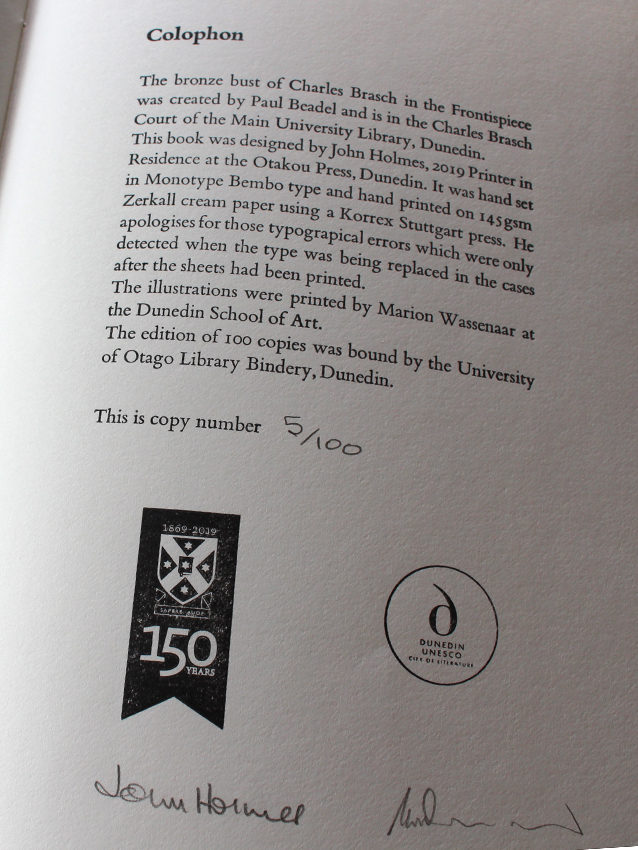 Colophon
The bronze bust of Charles Brasch in the Frontispiece
was created by Paul Beadel and is in the Charles Brasch
Court of the Main University Library, Dunedin.
This book was designed by John Holmes, 2019 Printer in
Residence at the Otakou Press, Dunedin. It was hand set
in Monotype Bembo type and hand printed on 145gsm
Zerkall cream paper using a Korrex Stuttgart press. He
apologises for those typograpical errors which were only
detected when the type was being replaced in the cases
after the sheets had been printed.
The illustrations were printed by Marion Wassenaar at
the Dunedin School of Art.
The edition of 100 copies was bound by the University
of Otago Library Bindery, Dunedin.
This is copy number 5/100
1869-2019
SAPERE AUDE
150
YEARS
DUNEDIN
UNESCO
CITY OF LITERATURE
John Holmes